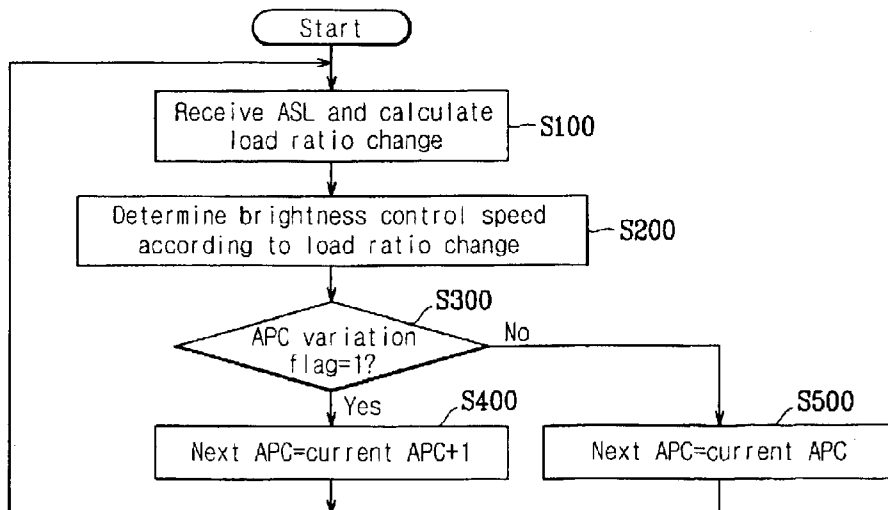 Start
Receive ASL and calculate
load ratio change
S100
Determine brightness control speed
according to load ratio change
S200
S300
APC variation
flag=1?
No
Yes
S400
Next APC=current APC+1
S500
Next APC=current APC